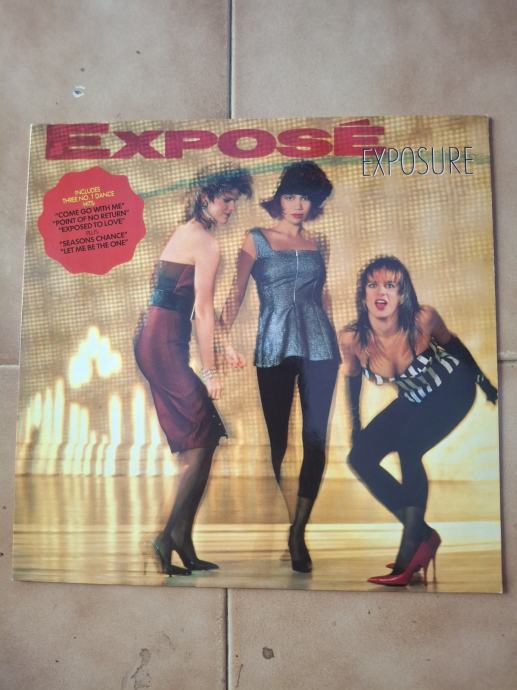 EXPOSÉ
EXPOSURE
INCLUDES
THREE NO. 1 DANCE
HITS:
"COME GO WITH ME"
"POINT OF NO RETURN"
"EXPOSED TO LOVE"
PLUS
"SEASONS CHANGE"
"LET ME BE THE ONE"